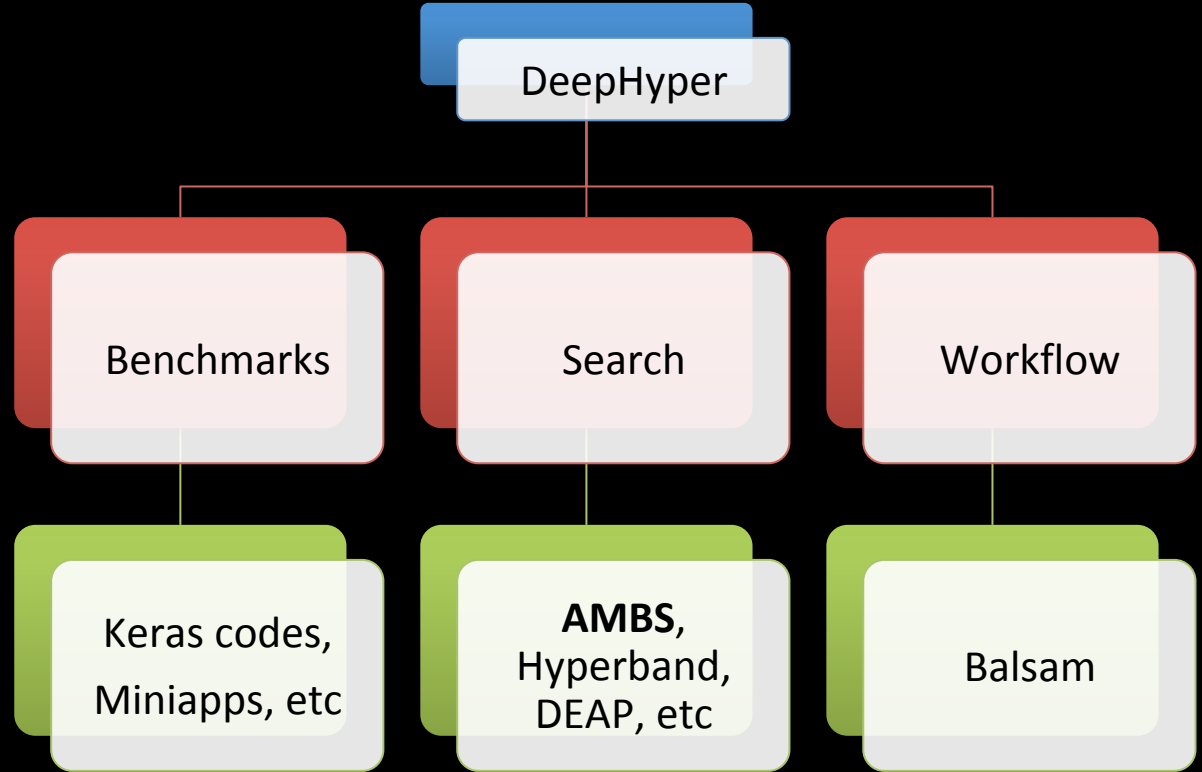 DeepHyper
Benchmarks
Search
Workflow
Keras codes,
Miniapps, etc
AMBS,
Hyperband,
DEAP, etc
Balsam